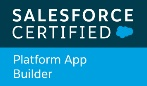 SALESFORCE
CERTIFIED
Platform App
Builder